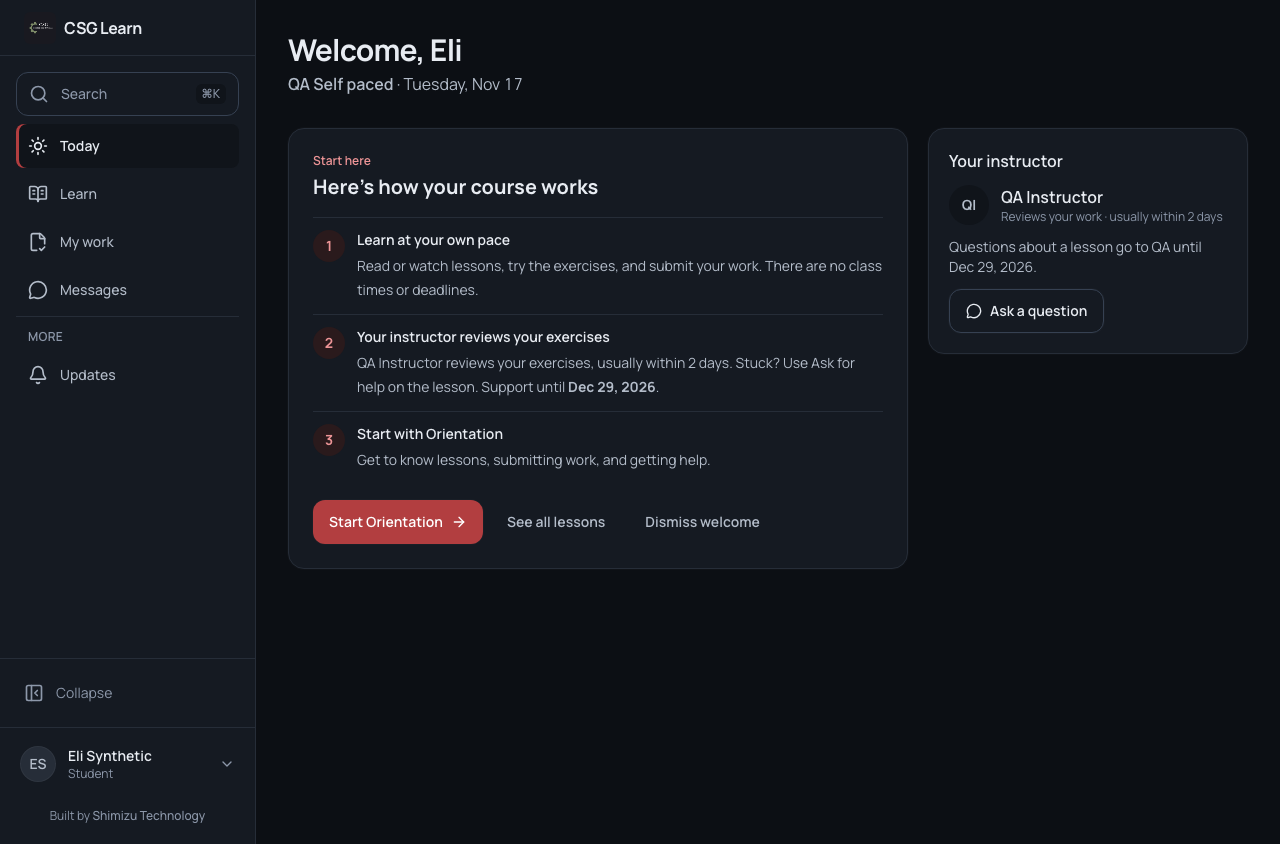 CSG Learn
Search
⌘K
Today
Learn
My work
Messages
MORE
Updates
Collapse
ES
Eli Synthetic
Student
Built by Shimizu Technology
Welcome, Eli
QA Self paced · Tuesday, Nov 17
Start here
Here's how your course works
1
Learn at your own pace
Read or watch lessons, try the exercises, and submit your work. There are no class
times or deadlines.
2
Your instructor reviews your exercises
QA Instructor reviews your exercises, usually within 2 days. Stuck? Use Ask for
help on the lesson. Support until Dec 29, 2026.
3
Start with Orientation
Get to know lessons, submitting work, and getting help.
Start Orientation →
See all lessons
Dismiss welcome
Your instructor
QI
QA Instructor
Reviews your work · usually within 2 days
Questions about a lesson go to QA until
Dec 29, 2026.
Ask a question